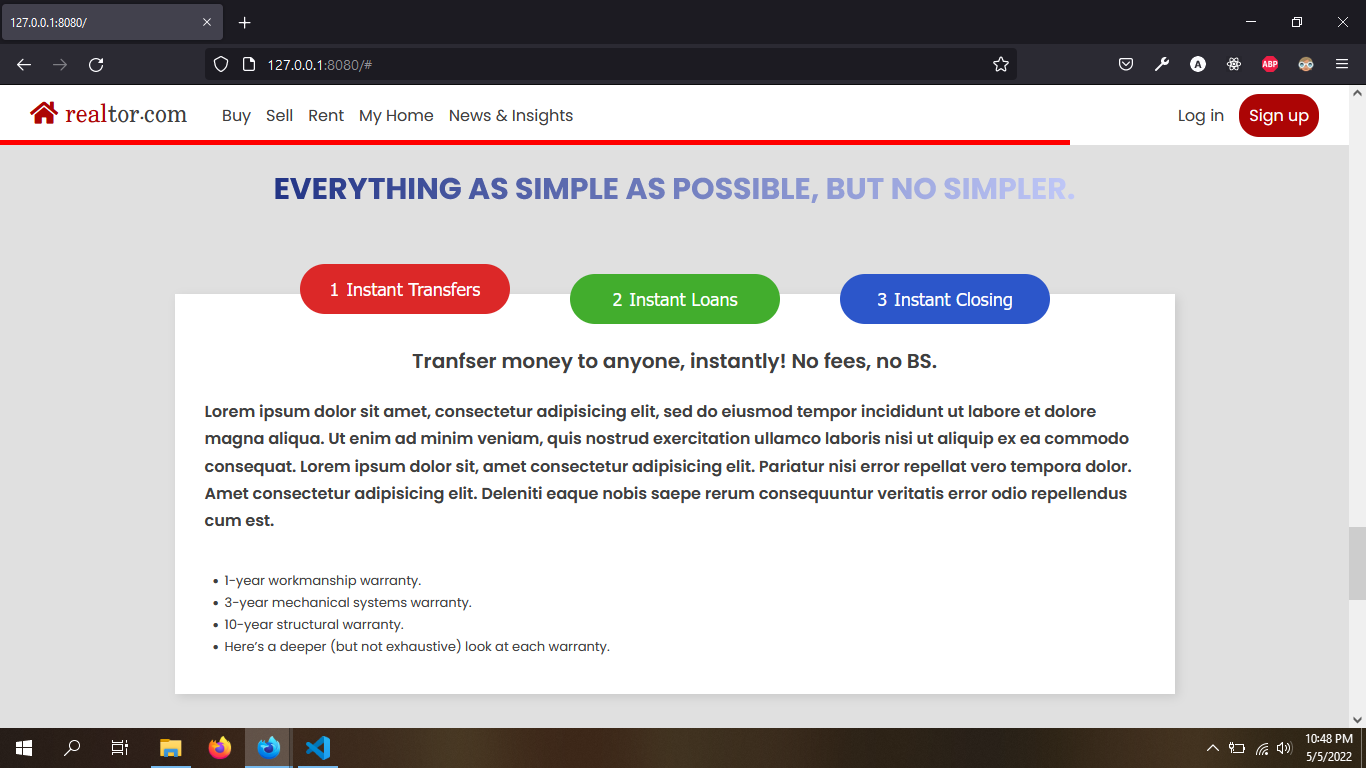 127.0.0.1:8080/
127.0.0.1:8080/#
ABP
A
realtor.com
Buy Sell Rent My Home News & Insights
Log in
Sign up
EVERYTHING AS SIMPLE AS POSSIBLE, BUT NO SIMPLER.
1 Instant Transfers
2 Instant Loans
3 Instant Closing
Tranfser money to anyone, instantly! No fees, no BS.
Lorem ipsum dolor sit amet, consectetur adipisicing elit, sed do eiusmod tempor incididunt ut labore et dolore
magna aliqua. Ut enim ad minim veniam, quis nostrud exercitation ullamco laboris nisi ut aliquip ex ea commodo
consequat. Lorem ipsum dolor sit, amet consectetur adipisicing elit. Pariatur nisi error repellat vero tempora dolor.
Amet consectetur adipisicing elit. Deleniti eaque nobis saepe rerum consequuntur veritatis error odio repellendus
cum est.
• 1-year workmanship warranty.
• 3-year mechanical systems warranty.
• 10-year structural warranty.
• Here’s a deeper (but not exhaustive) look at each warranty.
10:48 PM
5/5/2022